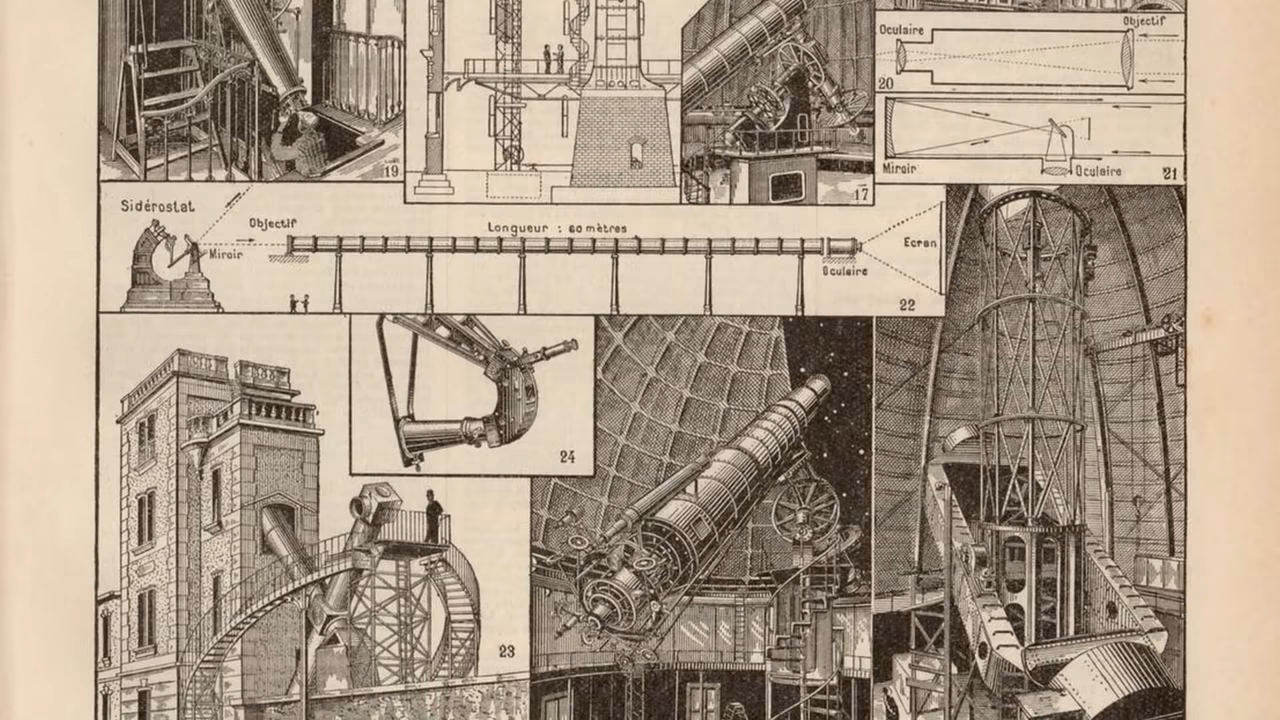 Oculaire
Objectif
20
19
17
Miroir
Oculaire
21
Sidérostat
Objectif
Longueur : 60 mètres
Miroir
Ecran
Oculaire
22
24
23